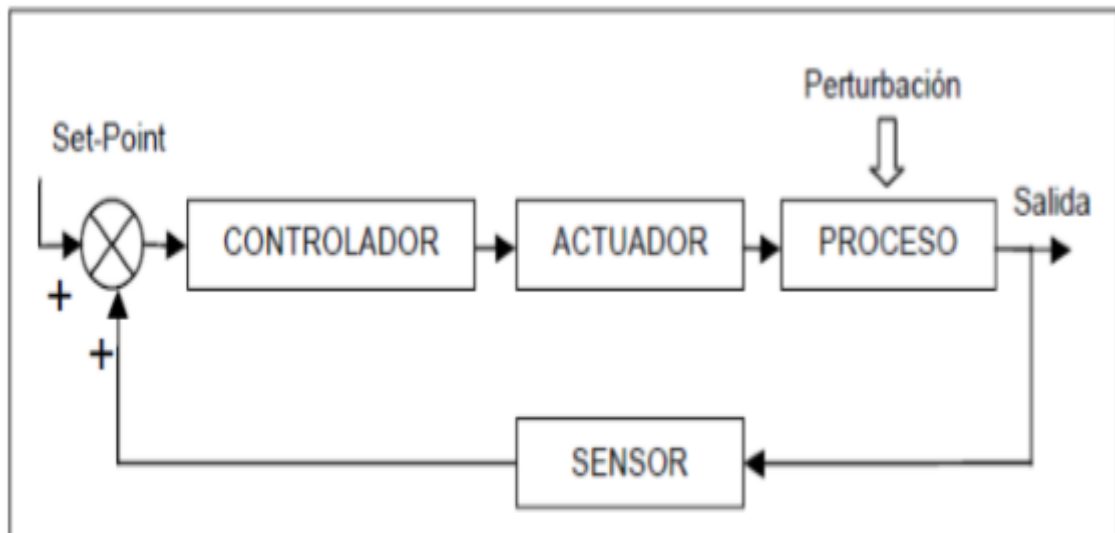 Perturbación
Set-Point
Salida
CONTROLADOR
ACTUADOR
PROCESO
+
+
SENSOR